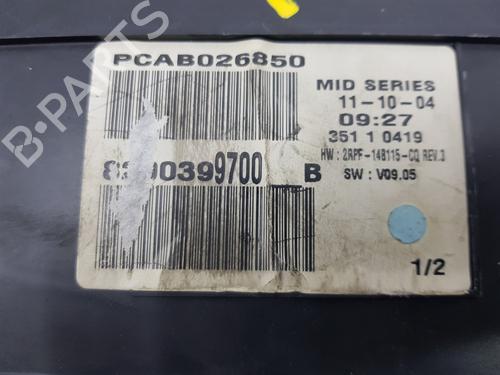 PCAB026850
MID SERIES
11-10-04
09:27
351 1 0419
HW : 2RPF-14B115-CQ REV.3
SW : V09.05
B
1/2
B-PARTS